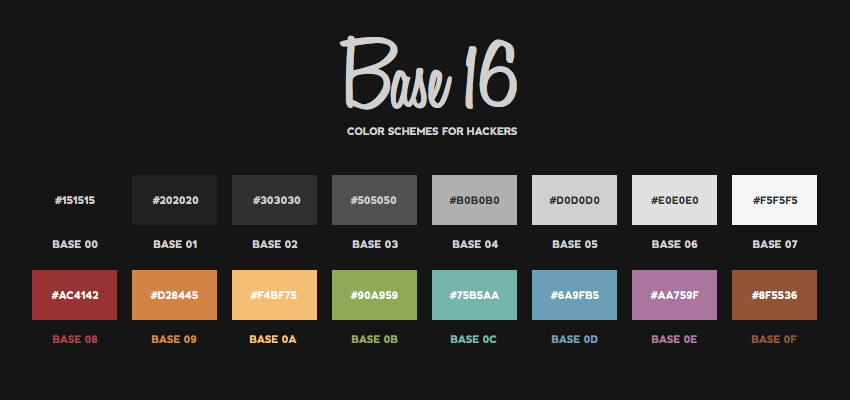 Base 16
COLOR SCHEMES FOR HACKERS
#151515 #202020 #303030 #505050 #B0B0B0 #D0D0D0 #E0E0E0 #F5F5F5
BASE 00 BASE 01 BASE 02 BASE 03 BASE 04 BASE 05 BASE 06 BASE 07
#AC4142 #D28445 #F4BF75 #90A959 #75B5AA #6A9FB5 #AA759F #8F5536
BASE 08 BASE 09 BASE 0A BASE 0B BASE 0C BASE 0D BASE 0E BASE 0F